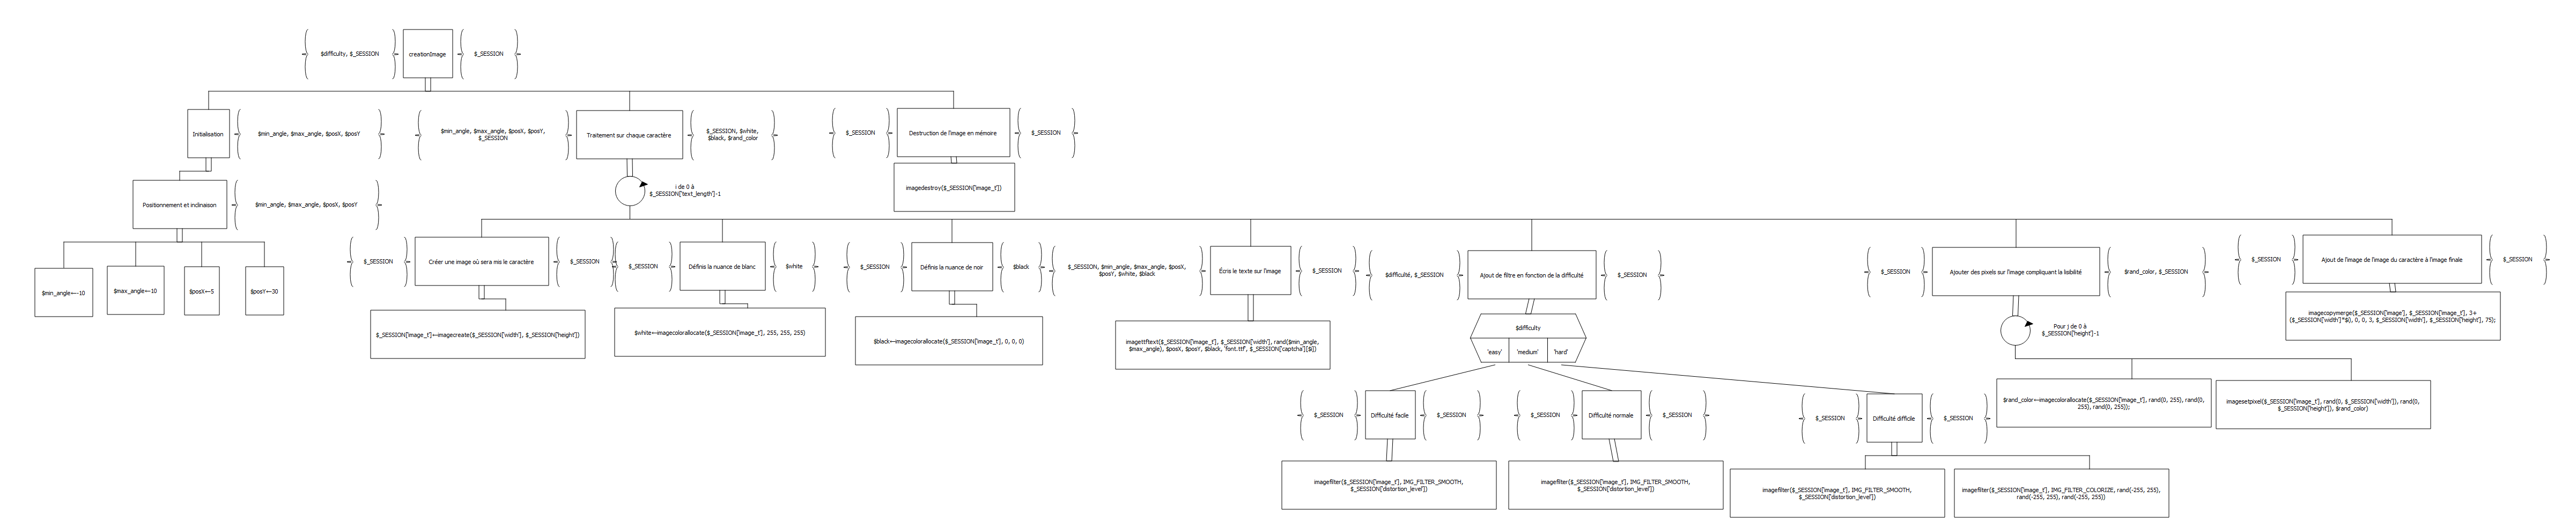 $difficulty, $_SESSION
creationImage
$_SESSION
Initialisation
$min_angle, $max_angle, $posX, $posY
$min_angle, $max_angle, $posX, $posY,
$_SESSION
Traitement sur chaque caractère
$_SESSION, $white,
$black, $rand_color
$_SESSION
Destruction de l'image en mémoire
$_SESSION
i de 0 à
$_SESSION['text_length']-1
imagedestroy($_SESSION['image_t'])
Positionnement et inclinaison
$min_angle, $max_angle, $posX, $posY
$min_angle←-10
$max_angle←10
$posX←5
$posY←30
$_SESSION
Créer une image où sera mis le caractère
$_SESSION
$_SESSION['image_t']←imagecreate($_SESSION['width'], $_SESSION['height'])
$_SESSION
Définis la nuance de blanc
$white
$white←imagecolorallocate($_SESSION['image_t'], 255, 255, 255)
$_SESSION
Définis la nuance de noir
$black
$black←imagecolorallocate($_SESSION['image_t'], 0, 0, 0)
$_SESSION, $min_angle, $max_angle, $posX,
$posY, $white, $black
Écris le texte sur l'image
$_SESSION
imagettftext($_SESSION['image_t'], $_SESSION['width'], rand($min_angle,
$max_angle), $posX, $posY, $black, 'font.ttf', $_SESSION['captcha'][$i])
$difficulté, $_SESSION
Ajout de filtre en fonction de la difficulté
$_SESSION
$difficulty
'easy'
'medium'
'hard'
$_SESSION
Difficulté facile
$_SESSION
imagefilter($_SESSION['image_t'], IMG_FILTER_SMOOTH,
$_SESSION['distortion_level'])
$_SESSION
Difficulté normale
$_SESSION
imagefilter($_SESSION['image_t'], IMG_FILTER_SMOOTH,
$_SESSION['distortion_level'])
$_SESSION
Difficulté difficile
$_SESSION
imagefilter($_SESSION['image_t'], IMG_FILTER_SMOOTH,
$_SESSION['distortion_level'])
imagefilter($_SESSION['image_t'], IMG_FILTER_COLORIZE, rand(-255, 255),
rand(-255, 255), rand(-255, 255))
$_SESSION
Ajouter des pixels sur l'image compliquant la lisibilité
$rand_color, $_SESSION
Pour j de 0 à
$_SESSION['height']-1
$rand_color←imagecolorallocate($_SESSION['image_t'], rand(0, 255), rand(0,
255), rand(0, 255));
imagesetpixel($_SESSION['image_t'], rand(0, $_SESSION['width']), rand(0,
$_SESSION['height']), $rand_color)
$_SESSION
Ajout de l'image de l'image du caractère à l'image finale
$_SESSION
imagecopymerge($_SESSION['image'], $_SESSION['image_t'], 3+
($_SESSION['width']*$i), 0, 0, 3, $_SESSION['width'], $_SESSION['height'], 75);